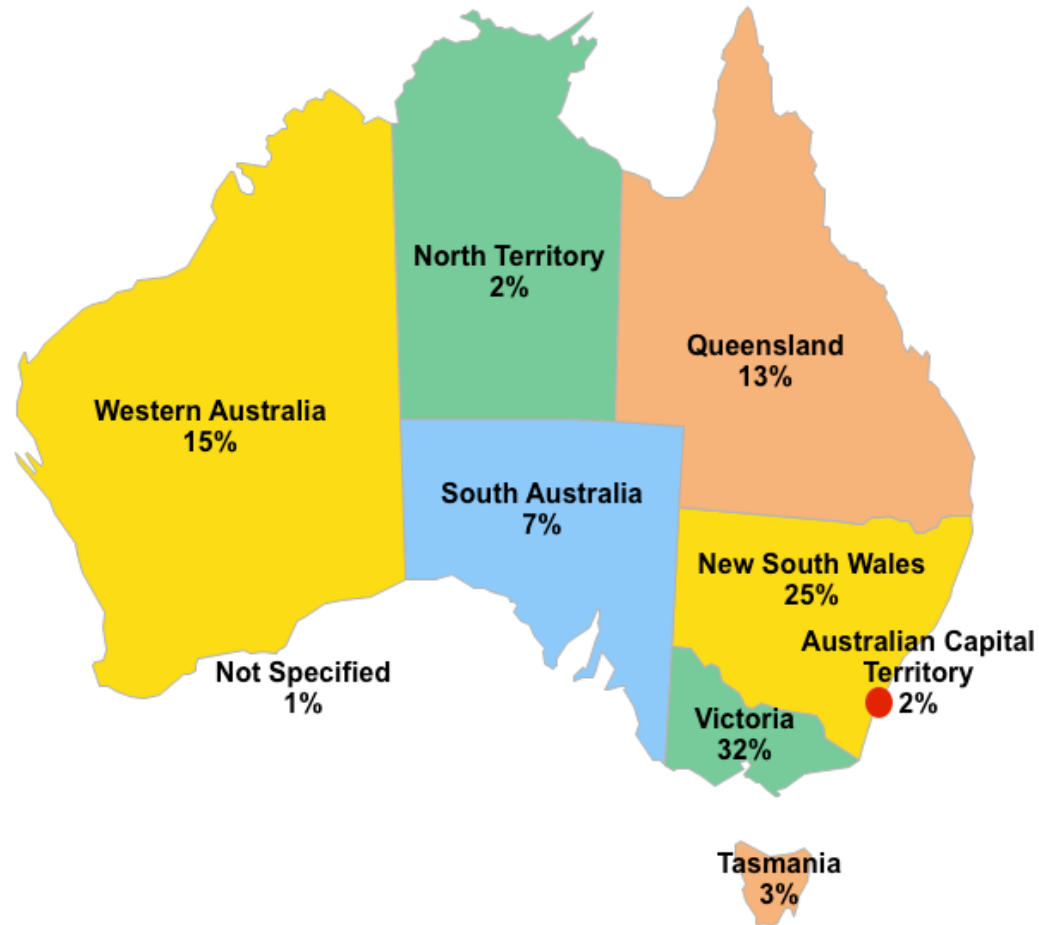 North Territory
2%
Queensland
13%
Western Australia
15%
South Australia
7%
New South Wales
25%
Australian Capital
Territory
2%
Not Specified
1%
Victoria
32%
Tasmania
3%